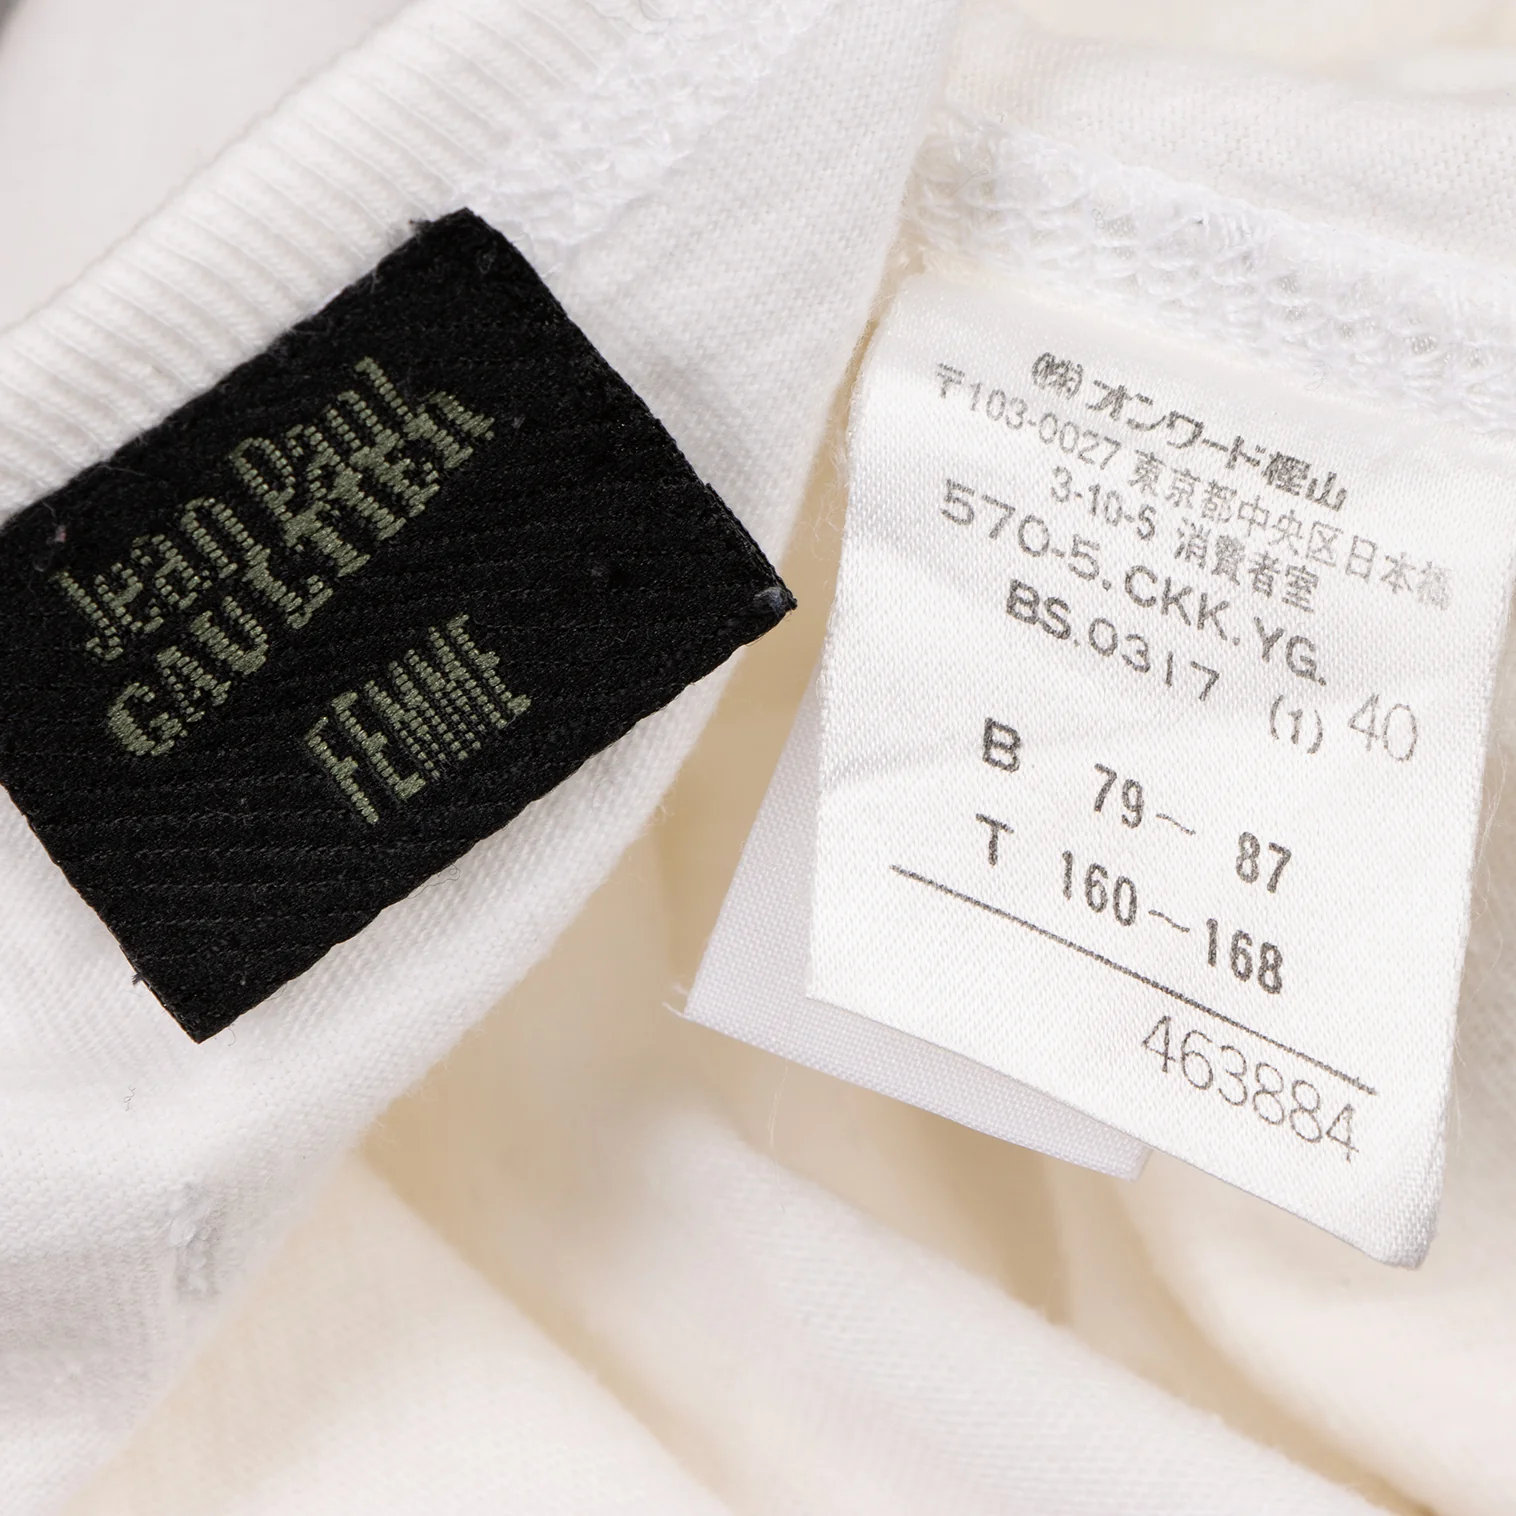 Jean Paul
GAULTIER
FEMME
㈱オンワード樫山
〒103-0027 東京都中央区日本橋
3-10-5 消費者室
570-5.CKK.YG.
BS.0317 (1) 40
B 79～ 87
T 160～168
463884